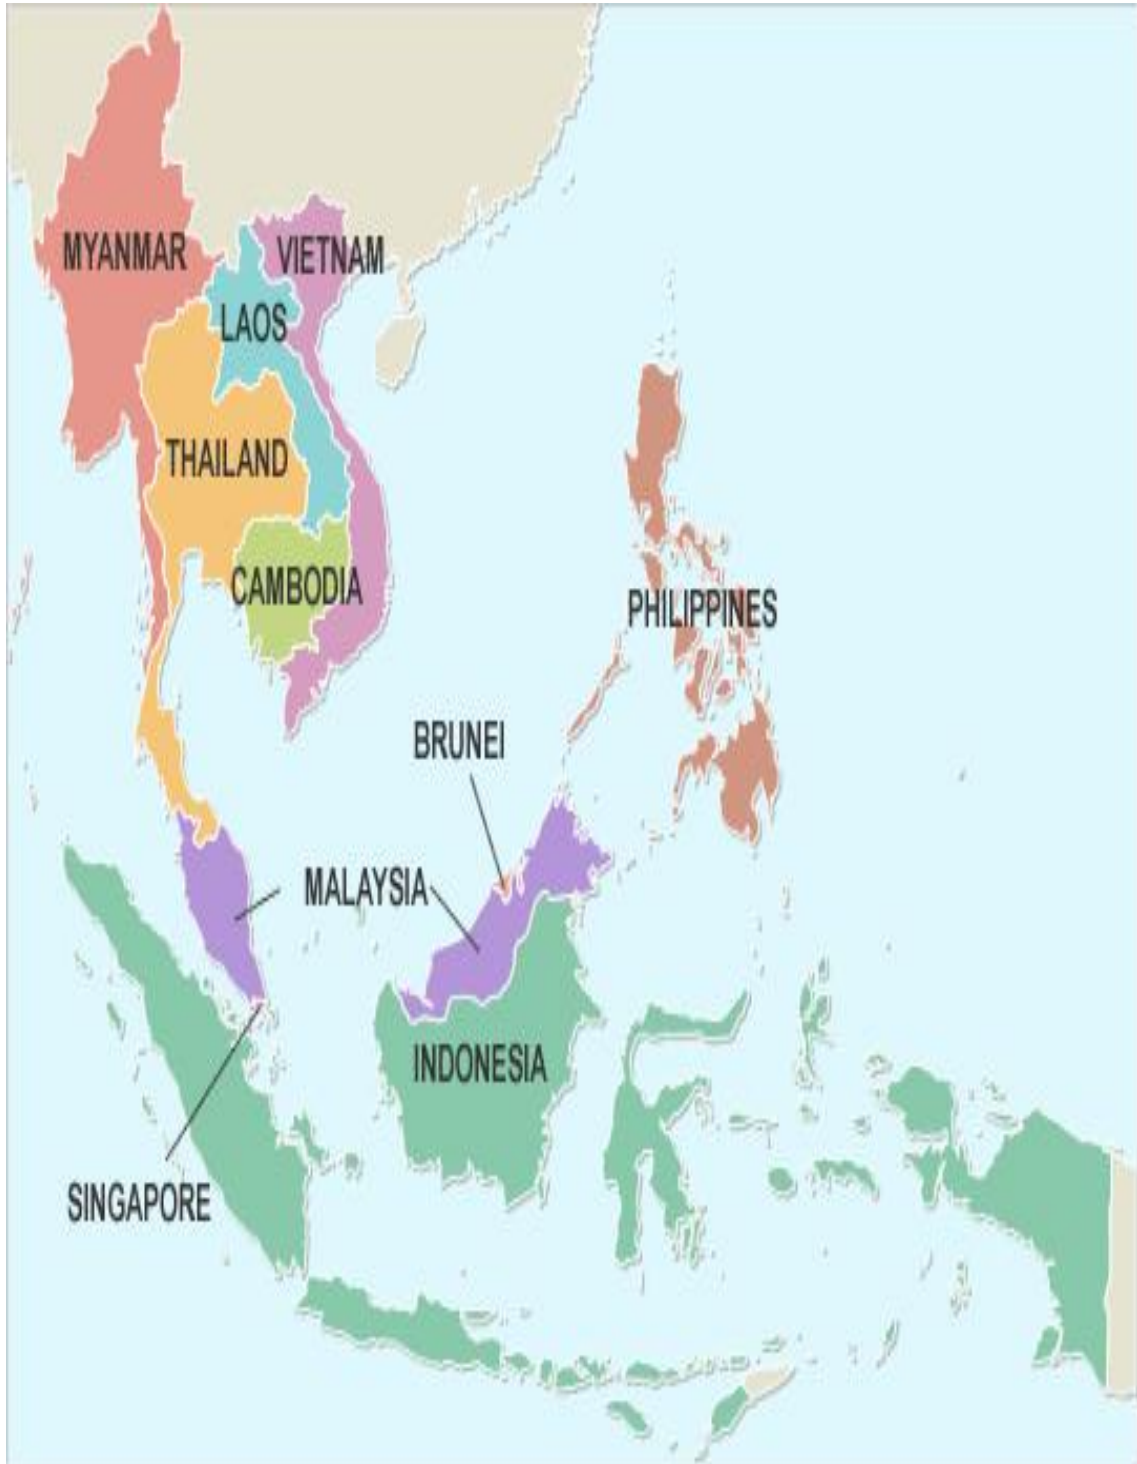 MYANMAR
VIETNAM
LAOS
THAILAND
CAMBODIA
PHILIPPINES
BRUNEI
MALAYSIA
INDONESIA
SINGAPORE